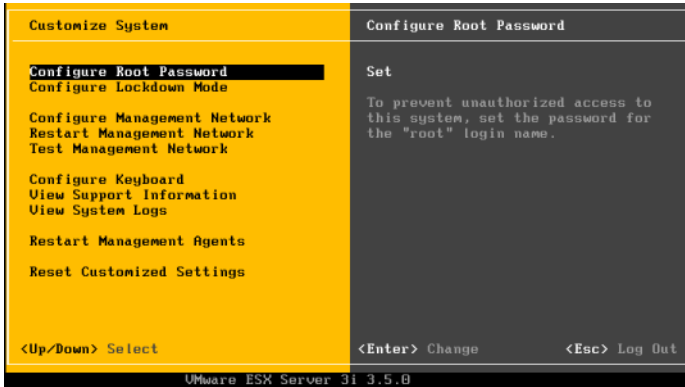 Customize System
Configure Root Password
Configure Lockdown Mode
Configure Management Network
Restart Management Network
Test Management Network
Configure Keyboard
View Support Information
View System Logs
Restart Management Agents
Reset Customized Settings
<Up/Down> Select
Configure Root Password
Set
To prevent unauthorized access to
this system, set the password for
the "root" login name.
<Enter> Change <Esc> Log Out
VMware ESX Server 3i 3.5.0